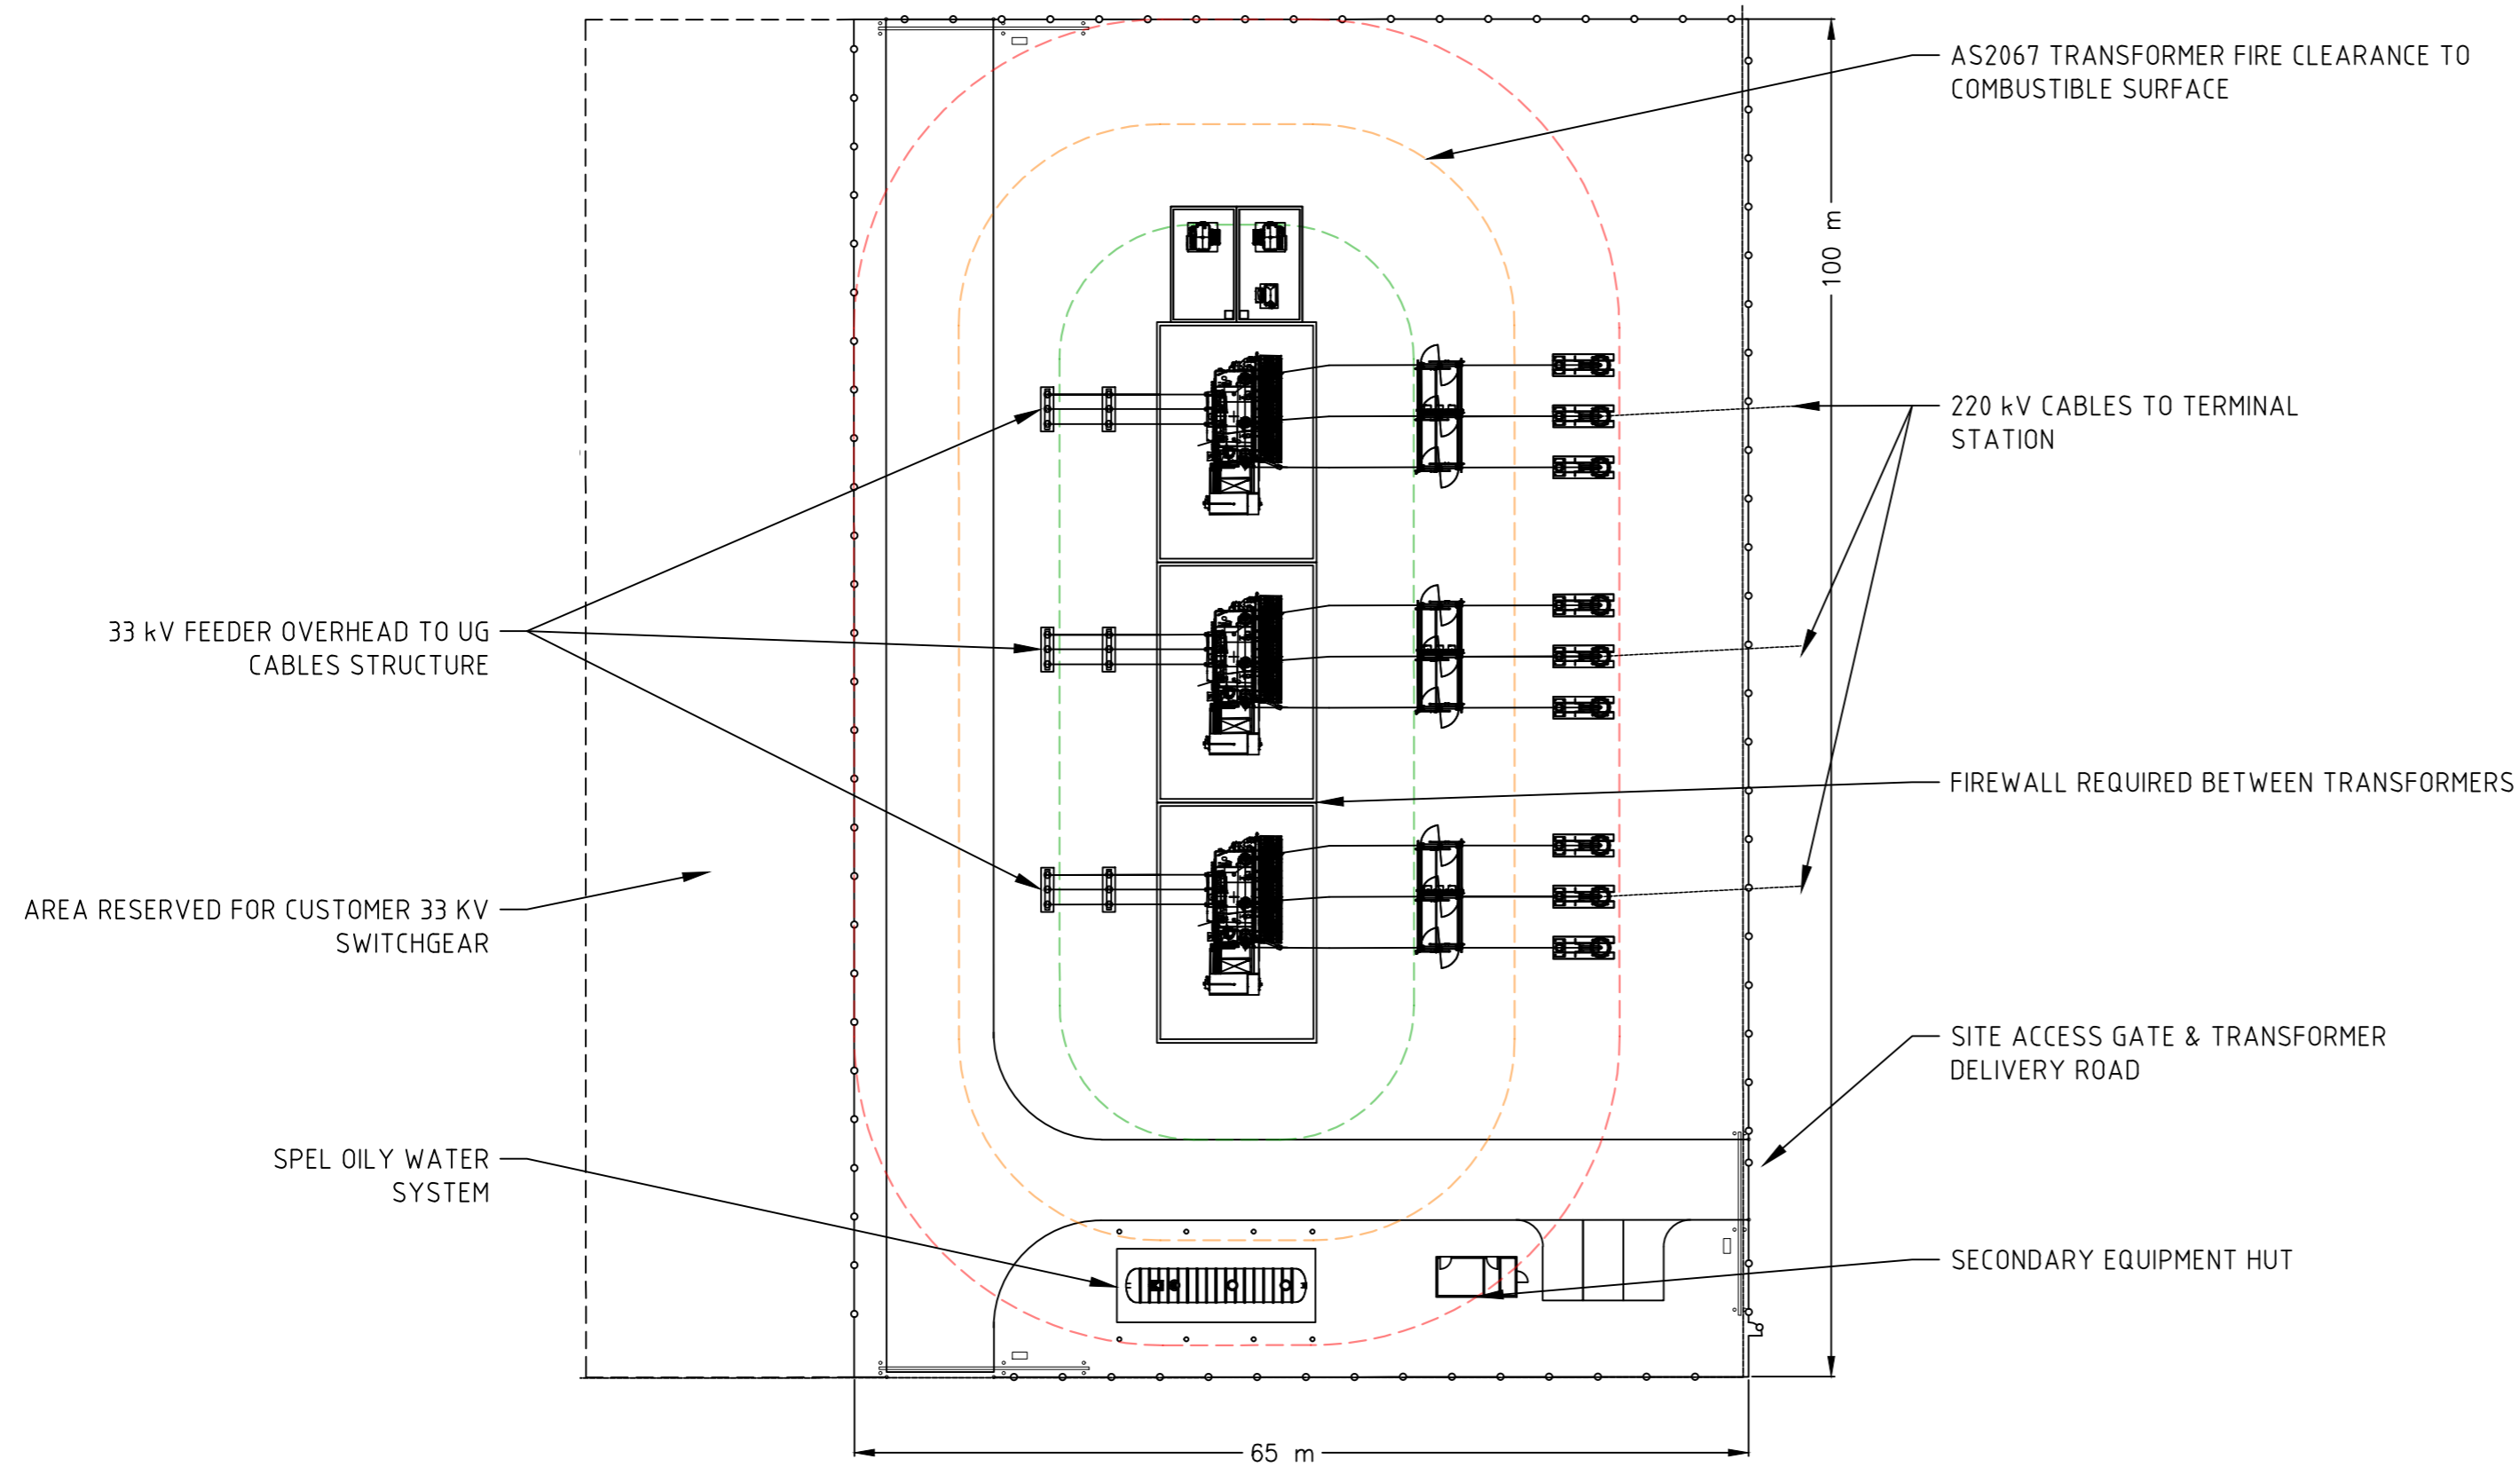 AS2067 TRANSFORMER FIRE CLEARANCE TO
COMBUSTIBLE SURFACE
100 m
220 kV CABLES TO TERMINAL
STATION
33 kV FEEDER OVERHEAD TO UG
CABLES STRUCTURE
FIREWALL REQUIRED BETWEEN TRANSFORMERS
AREA RESERVED FOR CUSTOMER 33 KV
SWITCHGEAR
SITE ACCESS GATE & TRANSFORMER
DELIVERY ROAD
SPEL OILY WATER
SYSTEM
SECONDARY EQUIPMENT HUT
65 m